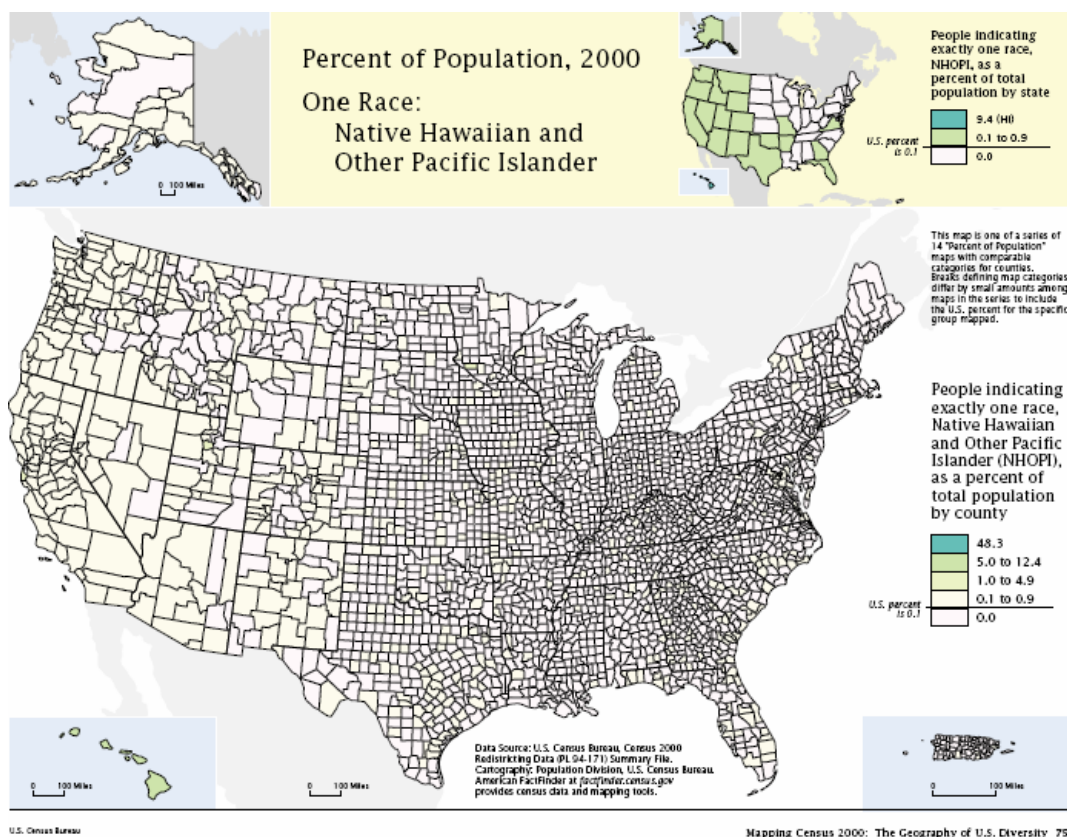 Percent of Population, 2000
One Race:
Native Hawaiian and
Other Pacific Islander
0 100 Miles
People indicating
exactly one race,
NHOPI, as a
percent of total
population by state
9.4 (HI)
0.1 to 0.9
U.S. percent
is 0.1
0.0
This map is one of a series of
14 "Percent of Population"
maps with comparable
categories for counties.
Breaks defining map categories
differ by small amounts among
maps in the series to include
the U.S. percent for the specific
group mapped.
People indicating
exactly one race,
Native Hawaiian
and Other Pacific
Islander (NHOPI),
as a percent of
total population
by county
48.3
5.0 to 12.4
1.0 to 4.9
0.1 to 0.9
U.S. percent
is 0.1
0.0
Data Source: U.S. Census Bureau, Census 2000
Redistricting Data (PL 94-171) Summary File.
Cartography: Population Division, U.S. Census Bureau.
American FactFinder at factfinder.census.gov
provides census data and mapping tools.
0 100 Miles
0 100 Miles
0 100 Miles
U.S. Census Bureau
Mapping Census 2000: The Geography of U.S. Diversity 75